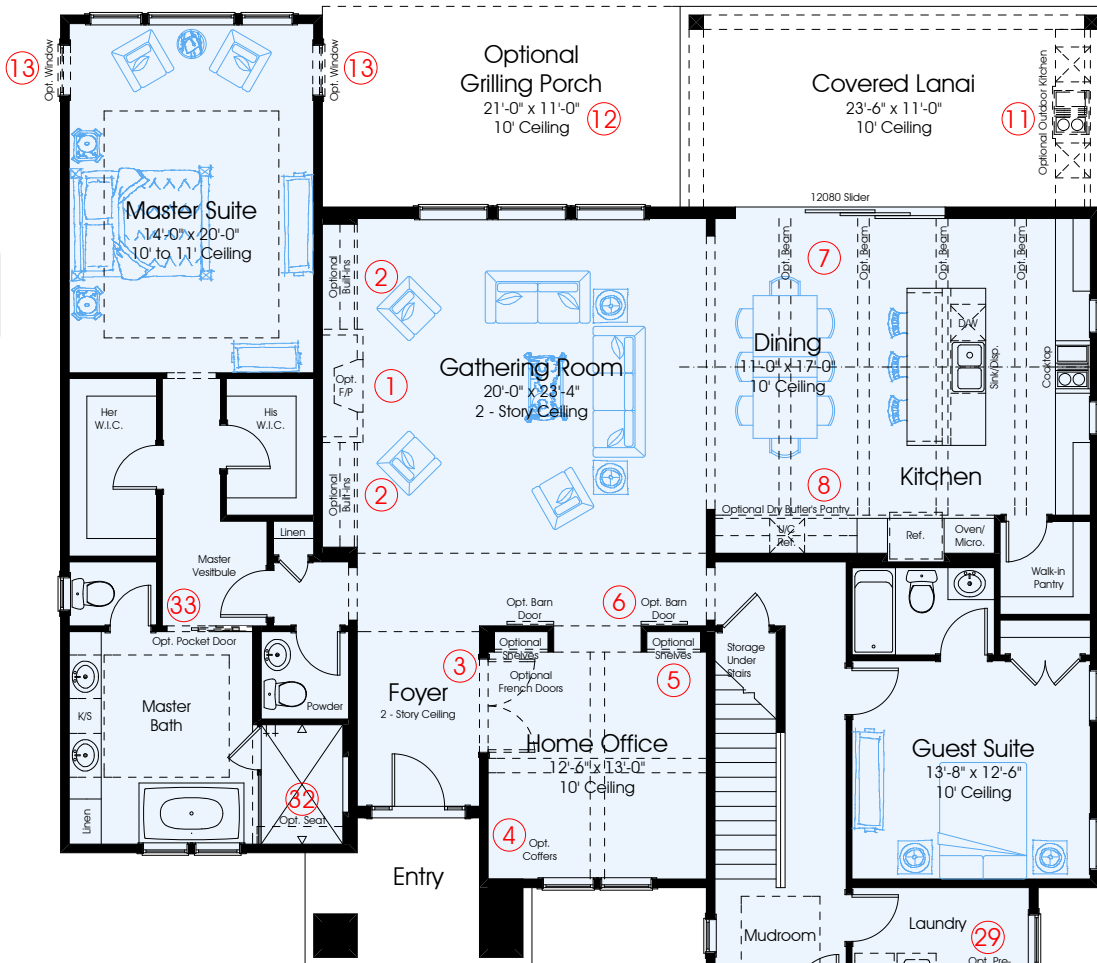 Optional
Grilling Porch
21'-0" x 11'-0"
10' Ceiling
12
Covered Lanai
23'-6" x 11'-0"
10' Ceiling
11
Optional Outdoor Kitchen
13
Opt. Window
13
Opt. Window
Master Suite
14'-0" x 20'-0"
10' to 11' Ceiling
12080 Slider
Optional
Built-Ins
2
7
Opt. Beam
Opt. Beam
Opt. Beam
Opt. Beam
Gathering Room
20'-0" x 23'-4"
2 - Story Ceiling
1
Opt.
F/P
Dining
11'-0" x 17'-0"
10' Ceiling
D/W
Sink/Disp.
Cooktop
Her
W.I.C.
His
W.I.C.
Optional
Built-Ins
2
8
Kitchen
Optional Dry Butler's Pantry
U/C
Ref.
Ref.
Oven/
Micro.
Linen
Master
Vestibule
Walk-in
Pantry
33
Opt. Pocket Door
Opt. Barn
Door
6
Opt. Barn
Door
Optional
Shelves
Optional
Shelves
Storage
Under
Stairs
3
Optional
French Doors
5
Foyer
2 - Story Ceiling
Powder
K/S
Master
Bath
Home Office
12'-6" x 13'-0"
10' Ceiling
Guest Suite
13'-8" x 12'-6"
10' Ceiling
32
Opt. Seat
Linen
4
Opt.
Coffers
Entry
Mudroom
Laundry
29
Opt. Pre-